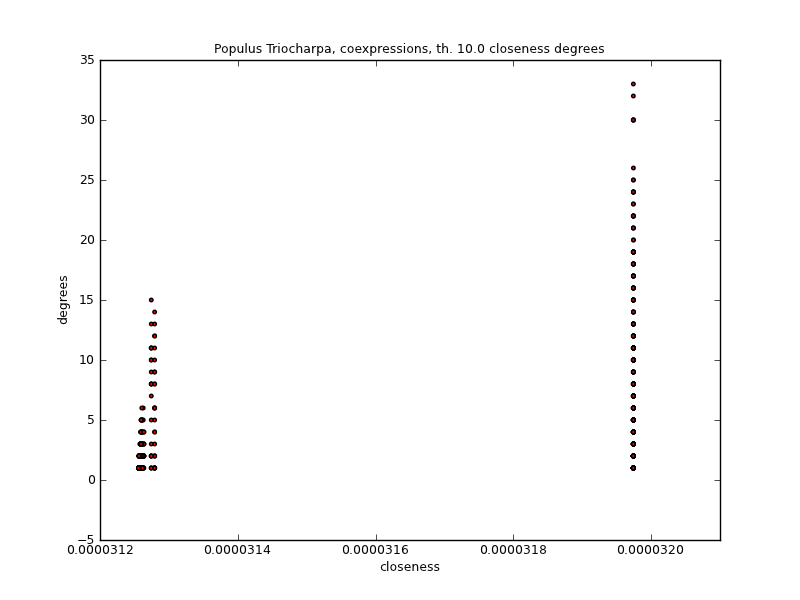 Populus Triocharpa, coexpressions, th. 10.0 closeness degrees
35
30
25
20
15
10
5
0
−5
degrees
0.0000312 0.0000314 0.0000316 0.0000318 0.0000320
closeness